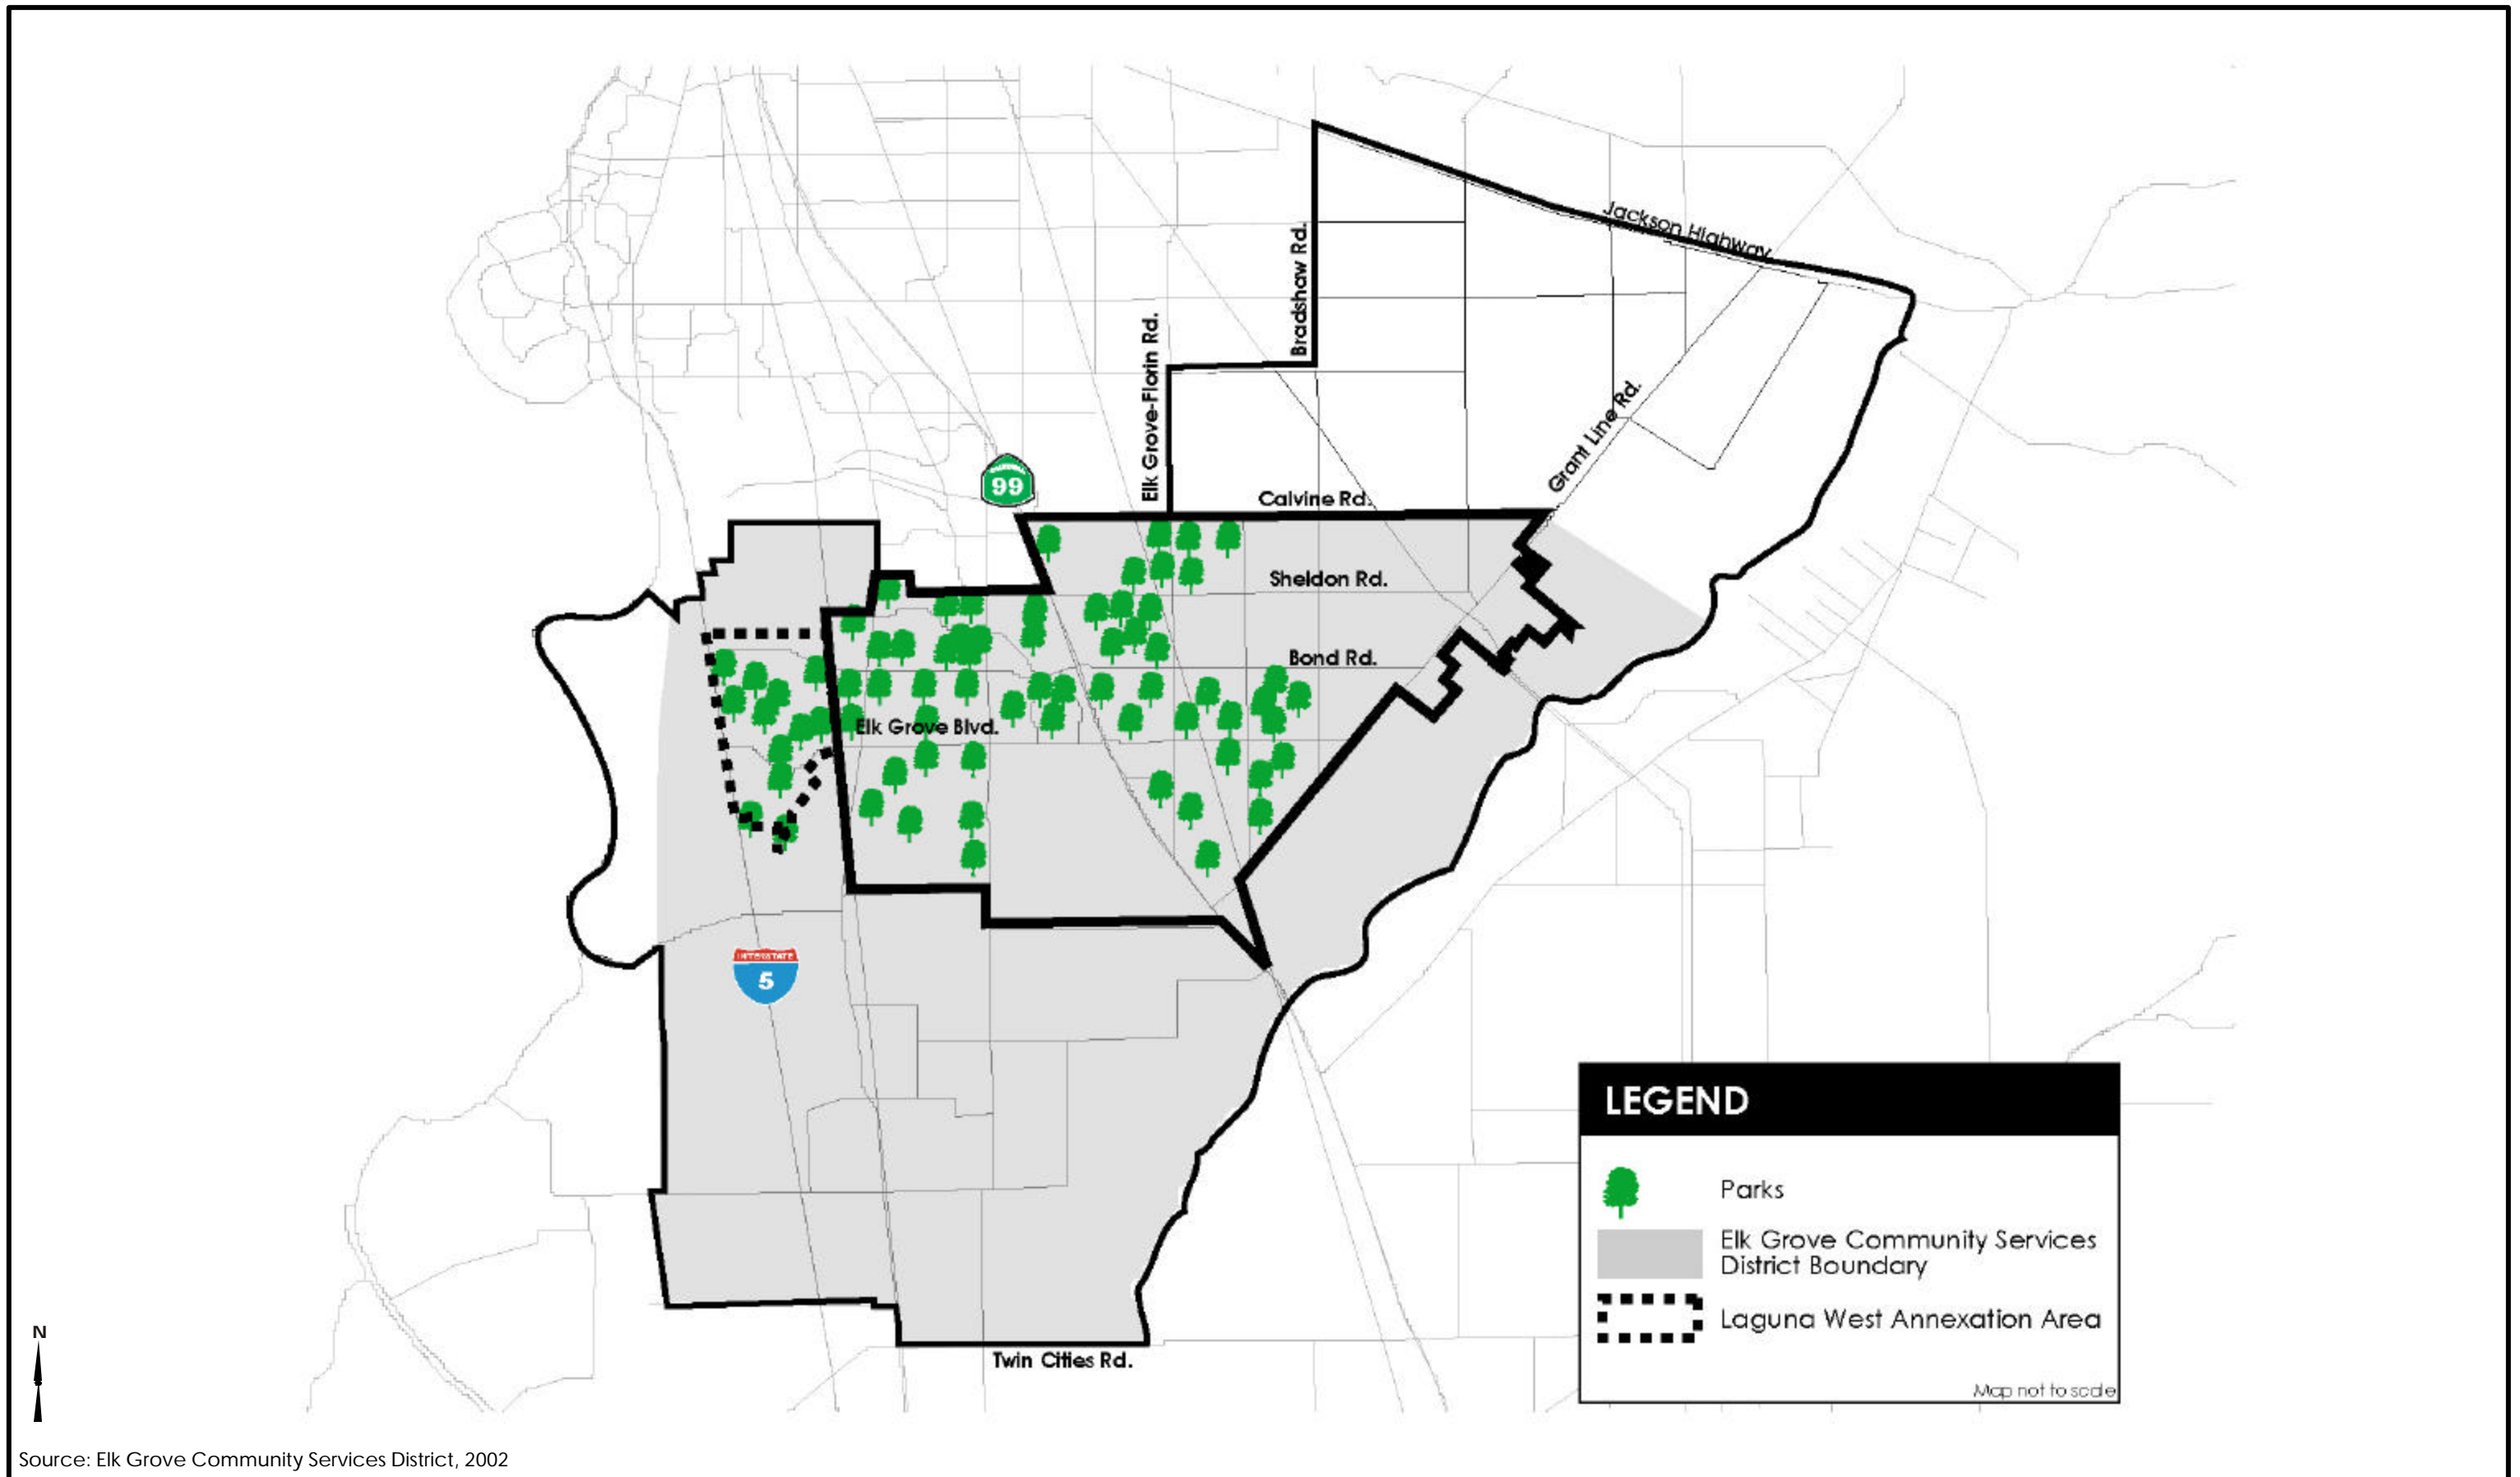 Jackson Highway
Bradshaw Rd.
Elk Grove-Florin Rd.
Grant Line Rd.
99
Calvine Rd.
Sheldon Rd.
Bond Rd.
Elk Grove Blvd.
INTERSTATE
5
Twin Cities Rd.
LEGEND
Parks
Elk Grove Community Services
District Boundary
Laguna West Annexation Area
Map not to scale
N
Source: Elk Grove Community Services District, 2002